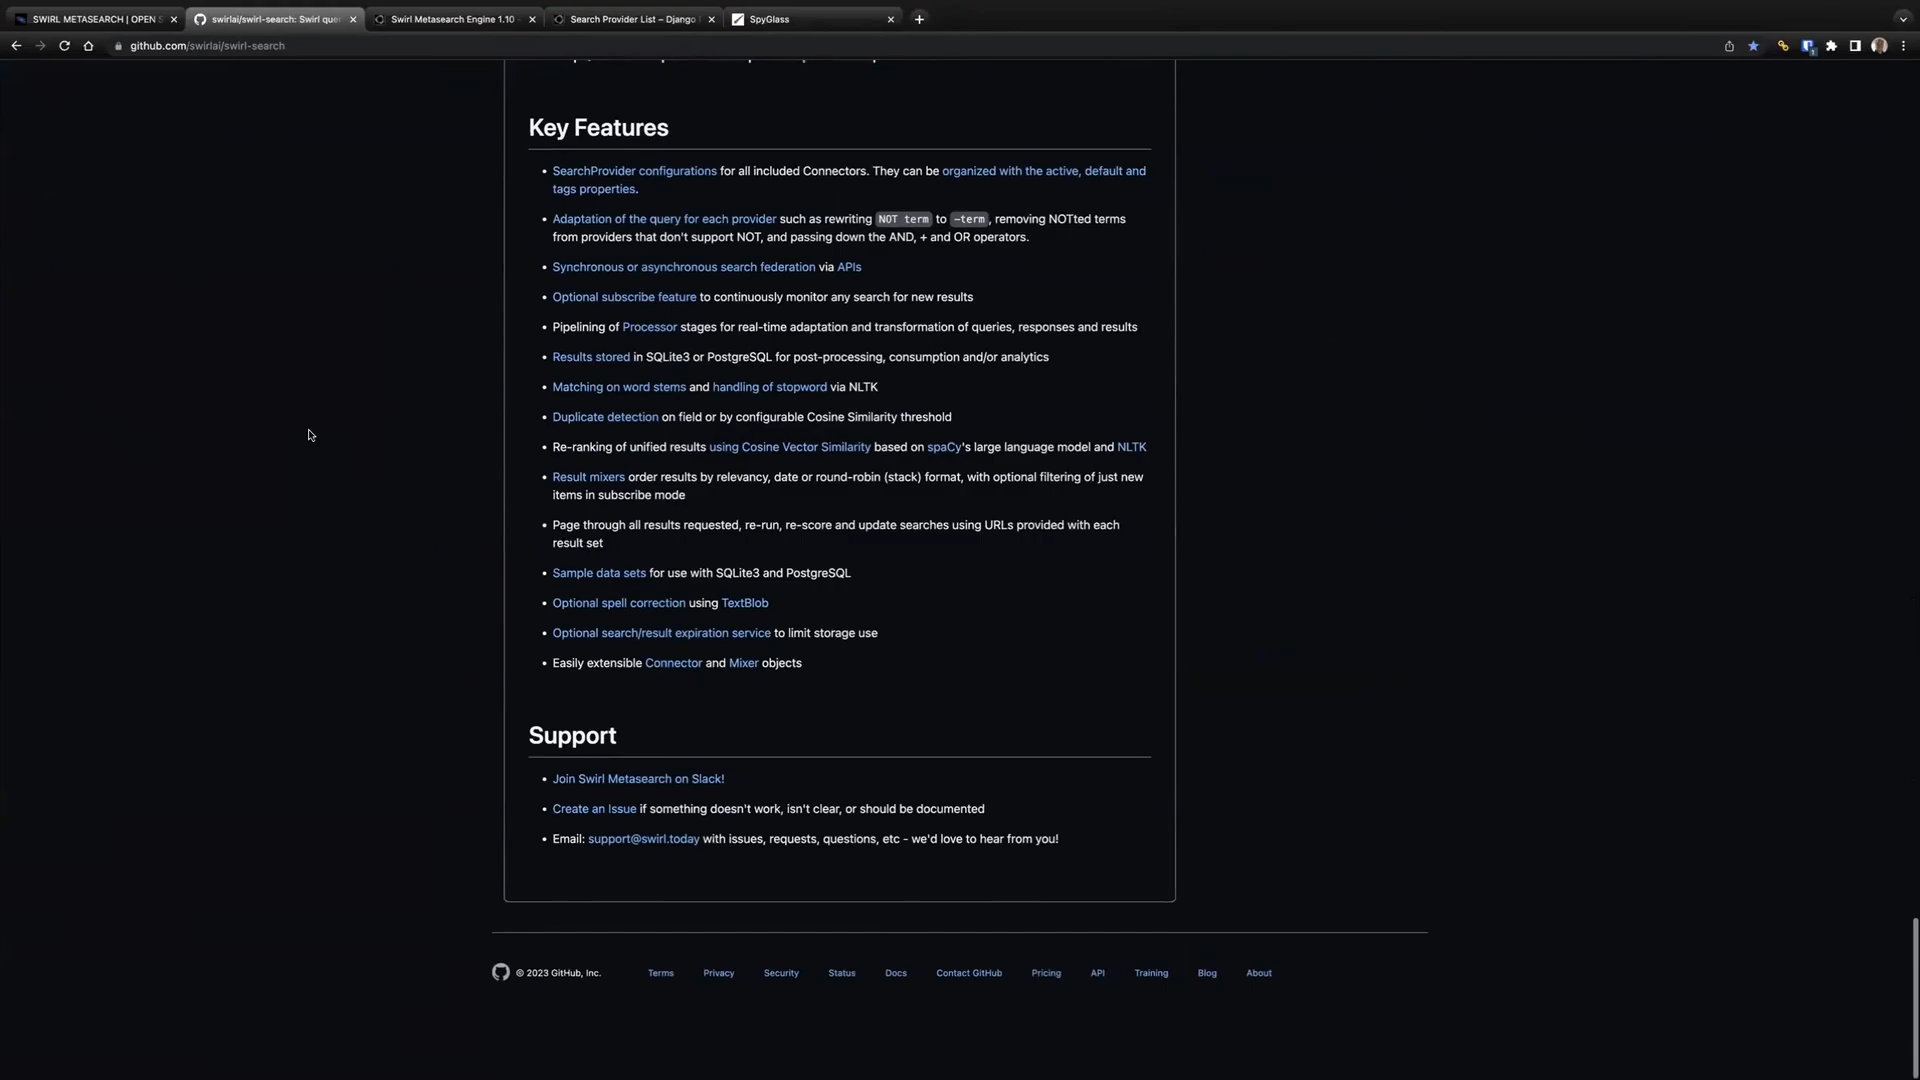 SWIRL METASEARCH | OPEN S
swirlai/swirl-search: Swirl que
Swirl Metasearch Engine 1.10
Search Provider List – Django
SpyGlass
github.com/swirlai/swirl-search
Key Features
• SearchProvider configurations for all included Connectors. They can be organized with the active, default and
tags properties.
• Adaptation of the query for each provider such as rewriting NOT term to -term, removing NOTted terms
from providers that don't support NOT, and passing down the AND, + and OR operators.
• Synchronous or asynchronous search federation via APIs
• Optional subscribe feature to continuously monitor any search for new results
• Pipelining of Processor stages for real-time adaptation and transformation of queries, responses and results
• Results stored in SQLite3 or PostgreSQL for post-processing, consumption and/or analytics
• Matching on word stems and handling of stopword via NLTK
• Duplicate detection on field or by configurable Cosine Similarity threshold
• Re-ranking of unified results using Cosine Vector Similarity based on spaCy's large language model and NLTK
• Result mixers order results by relevancy, date or round-robin (stack) format, with optional filtering of just new
items in subscribe mode
• Page through all results requested, re-run, re-score and update searches using URLs provided with each
result set
• Sample data sets for use with SQLite3 and PostgreSQL
• Optional spell correction using TextBlob
• Optional search/result expiration service to limit storage use
• Easily extensible Connector and Mixer objects
Support
• Join Swirl Metasearch on Slack!
• Create an Issue if something doesn't work, isn't clear, or should be documented
• Email: support@swirl.today with issues, requests, questions, etc - we'd love to hear from you!
© 2023 GitHub, Inc. Terms Privacy Security Status Docs Contact GitHub Pricing API Training Blog About